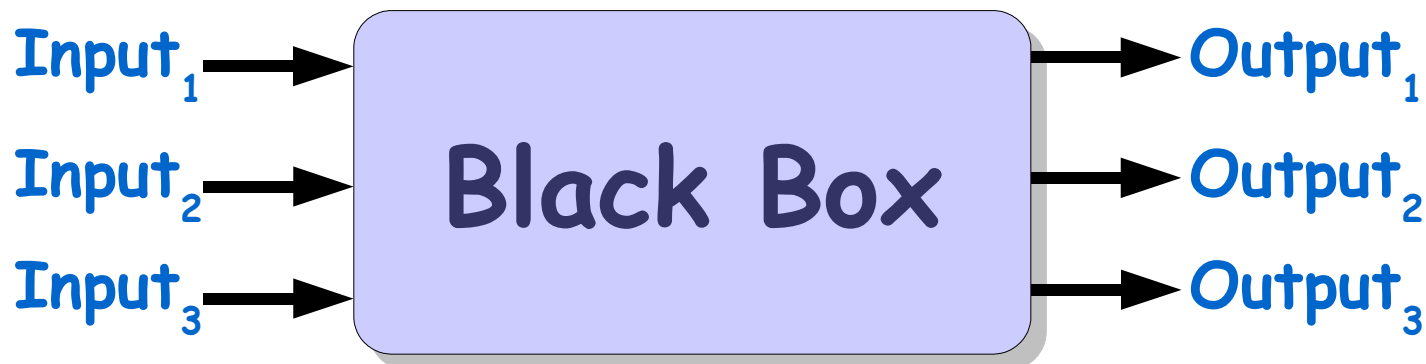 Input₁ Output₁
Input₂ Black Box Output₂
Input₃ Output₃